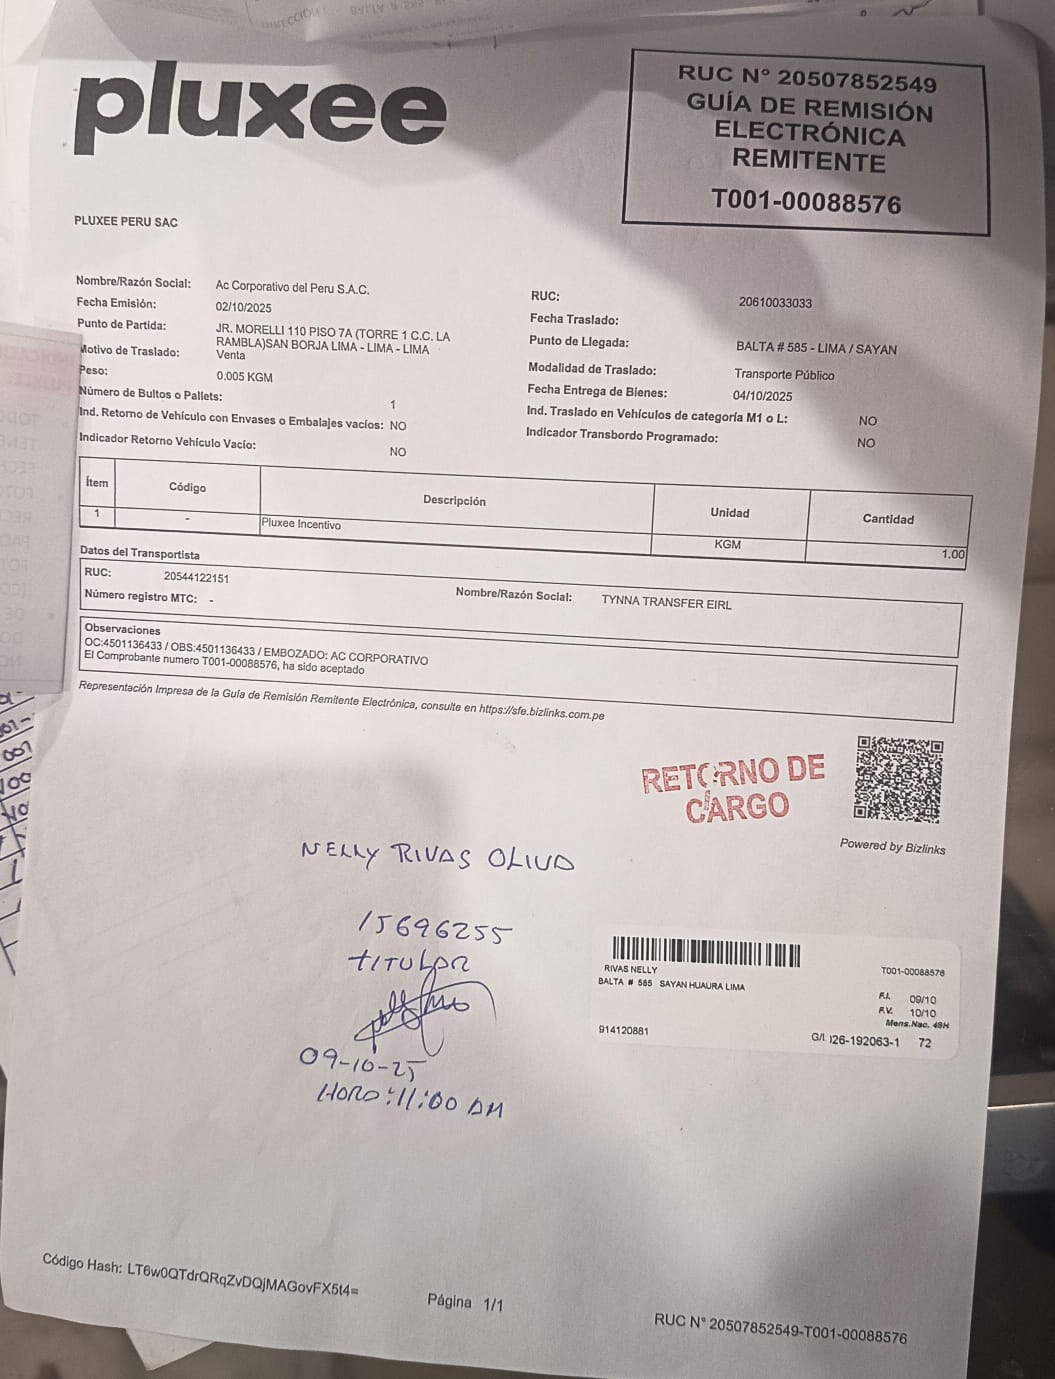 pluxee
RUC N° 20507852549
GUÍA DE REMISIÓN
ELECTRÓNICA
REMITENTE
T001-00088576
PLUXEE PERU SAC
Nombre/Razón Social: Ac Corporativo del Peru S.A.C.
Fecha Emisión: 02/10/2025
Punto de Partida: JR. MORELLI 110 PISO 7A (TORRE 1 C.C. LA
RAMBLA)SAN BORJA LIMA - LIMA - LIMA
Motivo de Traslado: Venta
Peso: 0.005 KGM
Número de Bultos o Pallets: 1
Ind. Retorno de Vehículo con Envases o Embalajes vacíos: NO
Indicador Retorno Vehículo Vacío: NO
RUC: 20610033033
Fecha Traslado:
Punto de Llegada: BALTA # 585 - LIMA / SAYAN
Modalidad de Traslado: Transporte Público
Fecha Entrega de Bienes: 04/10/2025
Ind. Traslado en Vehículos de categoría M1 o L: NO
Indicador Transbordo Programado: NO
Ítem Código Descripción Unidad Cantidad
1 - Pluxee Incentivo KGM 1.00
Datos del Transportista
RUC: 20544122151 Nombre/Razón Social: TYNNA TRANSFER EIRL
Número registro MTC: -
Observaciones
OC:4501136433 / OBS:4501136433 / EMBOZADO: AC CORPORATIVO
El Comprobante numero T001-00088576, ha sido aceptado
Representación Impresa de la Guía de Remisión Remitente Electrónica, consulte en https://sfe.bizlinks.com.pe
RETORNO DE
CARGO
Powered by Bizlinks
NELLY RIVAS OLIVA
15696255
TITULAR
09-10-25
HORA: 11:00 AM
RIVAS NELLY T001-00088576
BALTA # 585 SAYAN HUAURA LIMA
F.I. 09/10
F.V. 10/10
Mens.Nac. 48H
914120881 G/I. 126-192063-1 72
Código Hash: LT6w0QTdrQRqZvDQjMAGovFX5t4=
Página 1/1
RUC N° 20507852549-T001-00088576